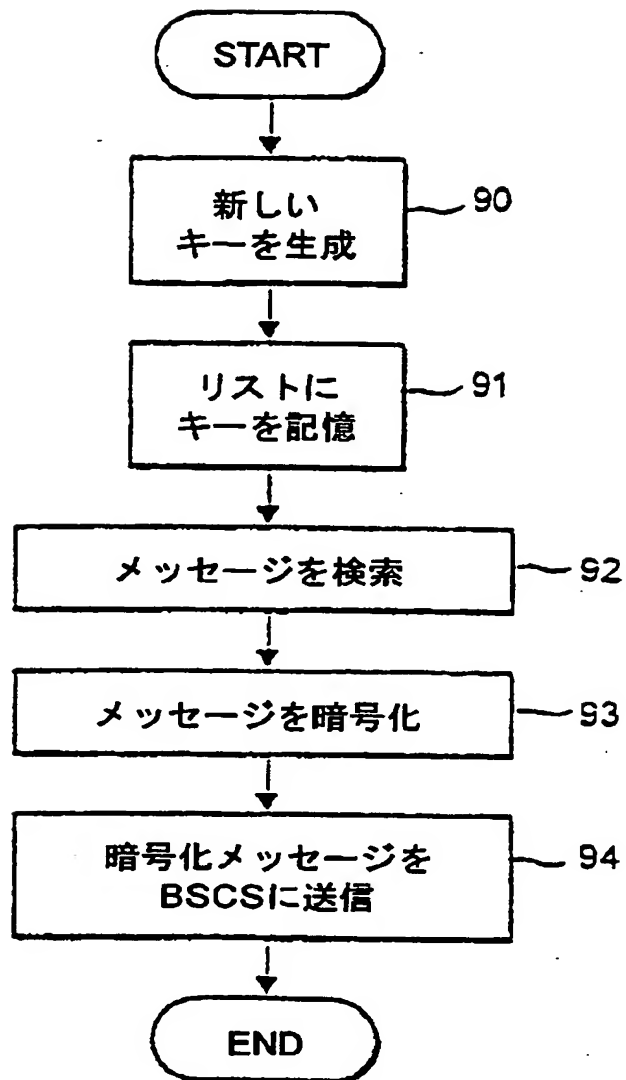 START
新しい
キーを生成
90
リストに
キーを記憶
91
メッセージを検索
92
メッセージを暗号化
93
暗号化メッセージを
BSCSに送信
94
END